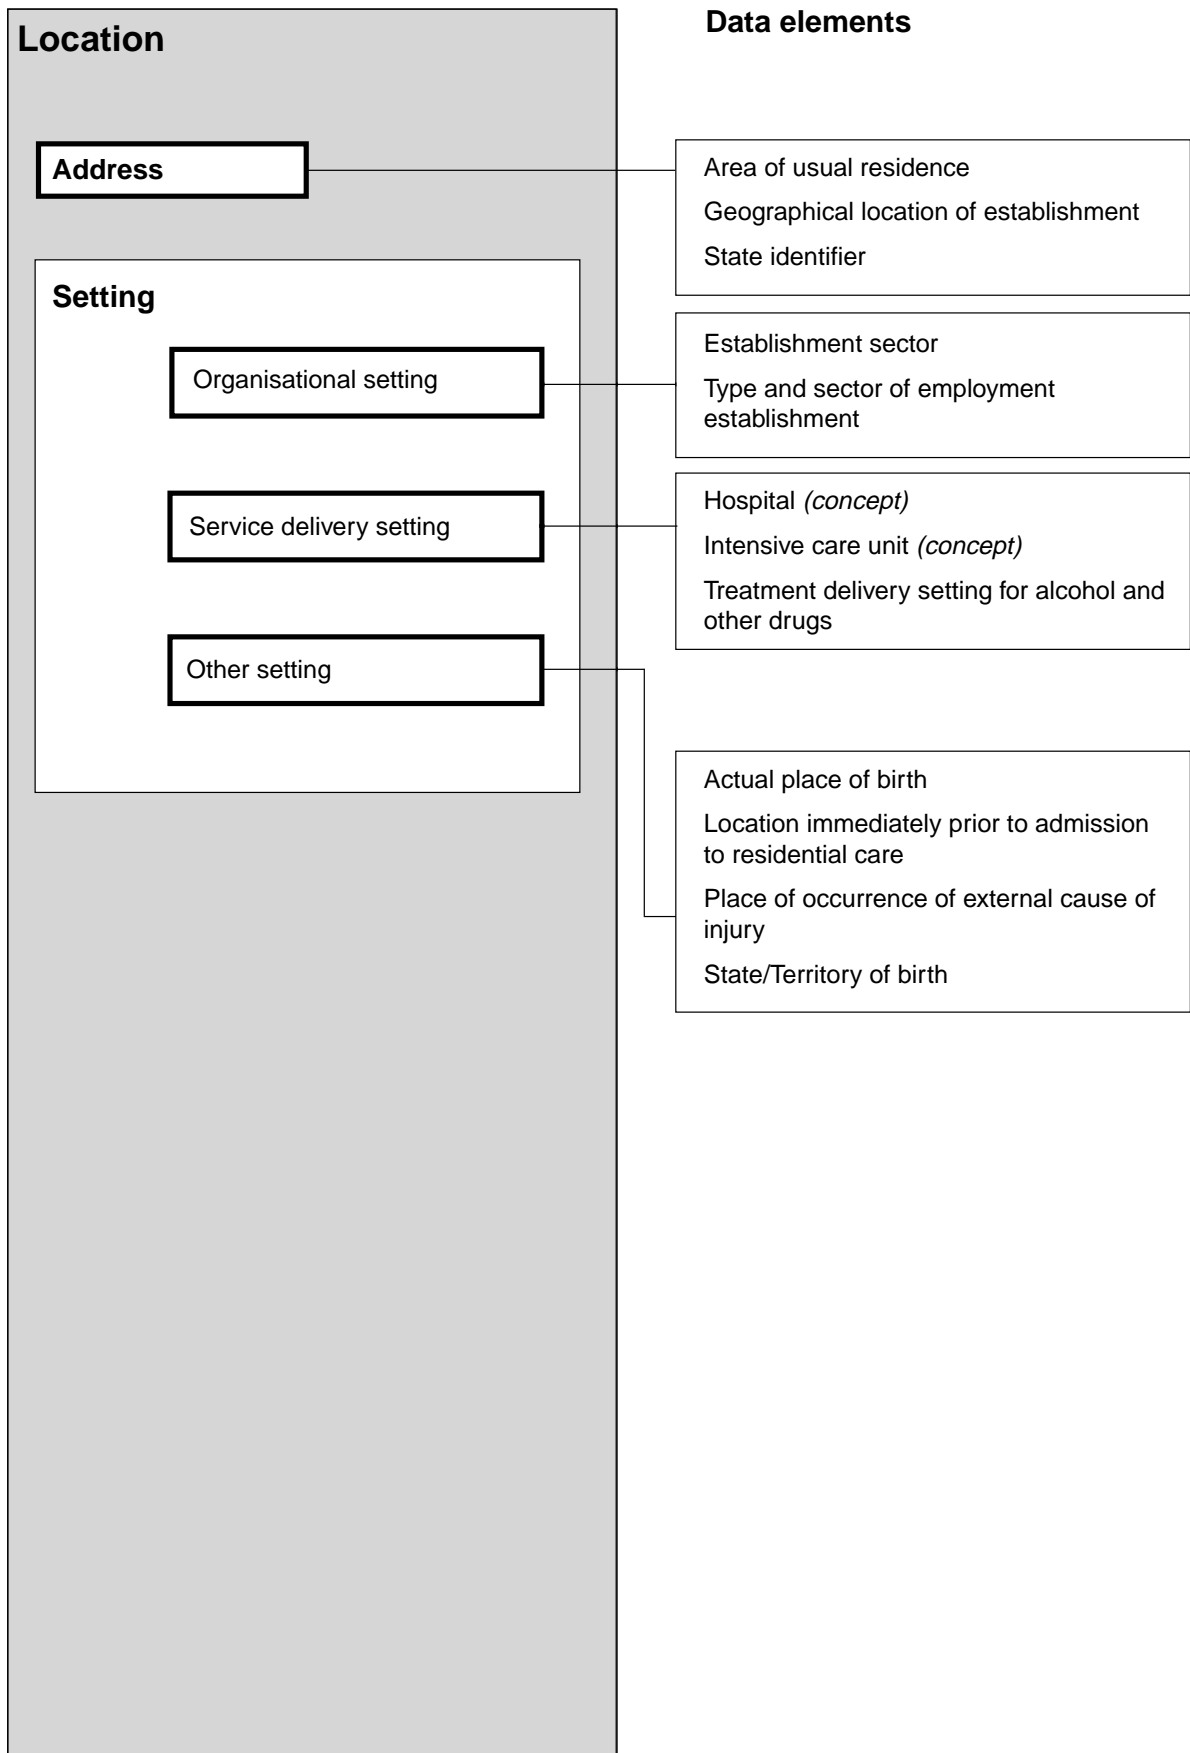 Location
Data elements
Address
Area of usual residence
Geographical location of establishment
State identifier
Setting
Organisational setting
Establishment sector
Type and sector of employment
establishment
Service delivery setting
Hospital (concept)
Intensive care unit (concept)
Treatment delivery setting for alcohol and
other drugs
Other setting
Actual place of birth
Location immediately prior to admission
to residential care
Place of occurrence of external cause of
injury
State/Territory of birth